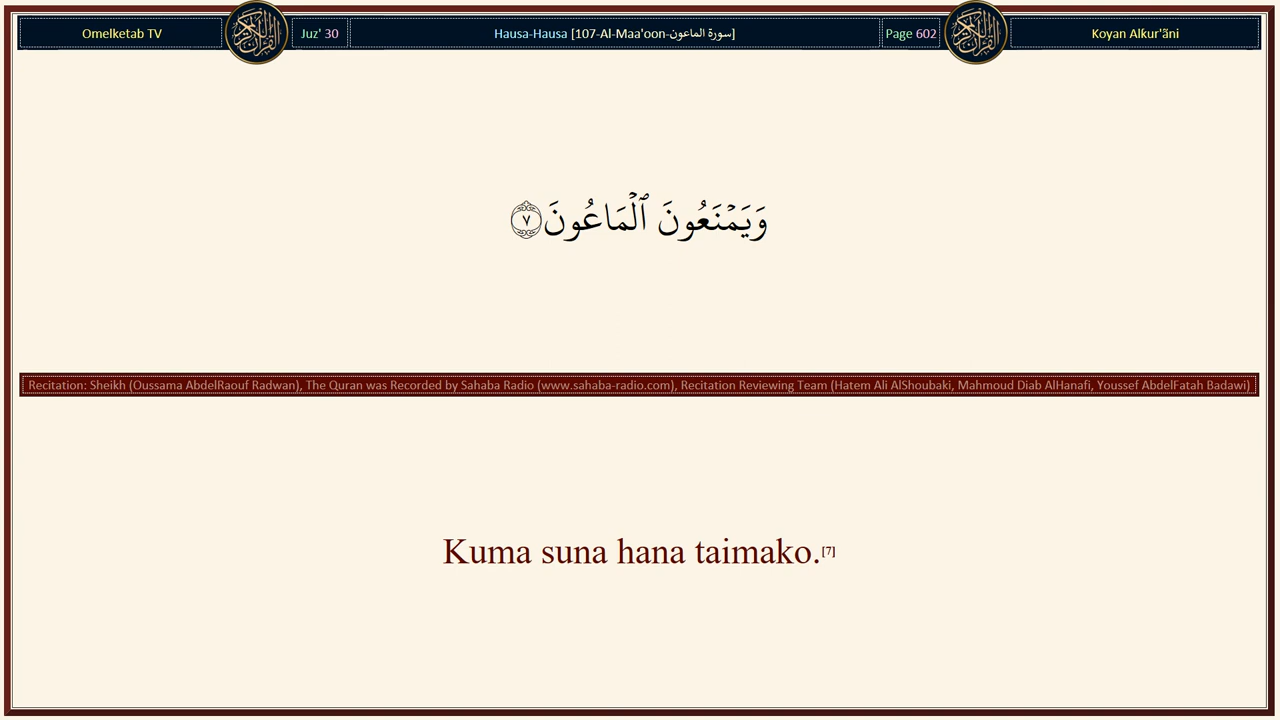 Omelketab TV
Juz' 30
Hausa-Hausa [107-Al-Maa'oon-سورة الماعون]
Page 602
Koyan Alƙur'ãni
وَيَمۡنَعُونَ ٱلۡمَاعُونَ ٧
Recitation: Sheikh (Oussama AbdelRaouf Radwan), The Quran was Recorded by Sahaba Radio (www.sahaba-radio.com), Recitation Reviewing Team (Hatem Ali AlShoubaki, Mahmoud Diab AlHanafi, Youssef AbdelFatah Badawi)
Kuma suna hana taimako.[7]